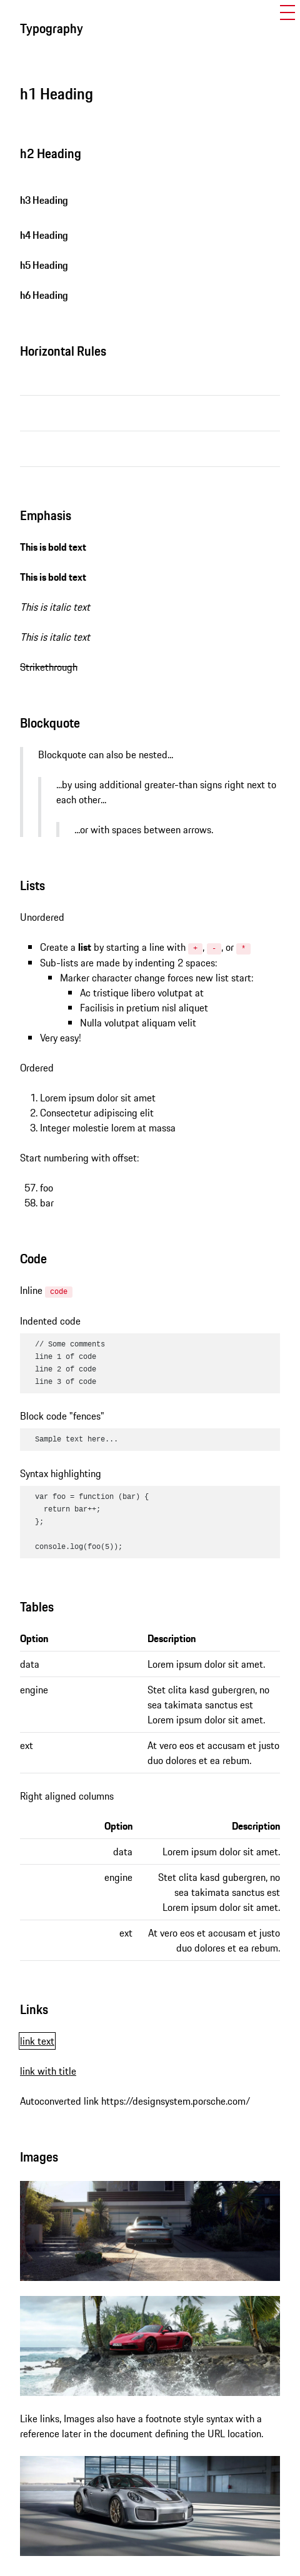 Typography
h1 Heading
h2 Heading
h3 Heading
h4 Heading
h5 Heading
h6 Heading
Horizontal Rules
Emphasis
This is bold text
This is bold text
This is italic text
This is italic text
Strikethrough
Blockquote
Blockquote can also be nested...
...by using additional greater-than signs right next to
each other...
...or with spaces between arrows.
Lists
Unordered
Create a list by starting a line with +, -, or *
Sub-lists are made by indenting 2 spaces:
Marker character change forces new list start:
Ac tristique libero volutpat at
Facilisis in pretium nisl aliquet
Nulla volutpat aliquam velit
Very easy!
Ordered
1. Lorem ipsum dolor sit amet
2. Consectetur adipiscing elit
3. Integer molestie lorem at massa
Start numbering with offset:
57. foo
58. bar
Code
Inline code
Indented code
// Some comments
line 1 of code
line 2 of code
line 3 of code
Block code "fences"
Sample text here...
Syntax highlighting
var foo = function (bar) {
  return bar++;
};
console.log(foo(5));
Tables
Option Description
data Lorem ipsum dolor sit amet.
engine Stet clita kasd gubergren, no
sea takimata sanctus est
Lorem ipsum dolor sit amet.
ext At vero eos et accusam et justo
duo dolores et ea rebum.
Right aligned columns
Option Description
data Lorem ipsum dolor sit amet.
engine Stet clita kasd gubergren, no
sea takimata sanctus est
Lorem ipsum dolor sit amet.
ext At vero eos et accusam et justo
duo dolores et ea rebum.
Links
link text
link with title
Autoconverted link https://designsystem.porsche.com/
Images
Like links, Images also have a footnote style syntax with a
reference later in the document defining the URL location.